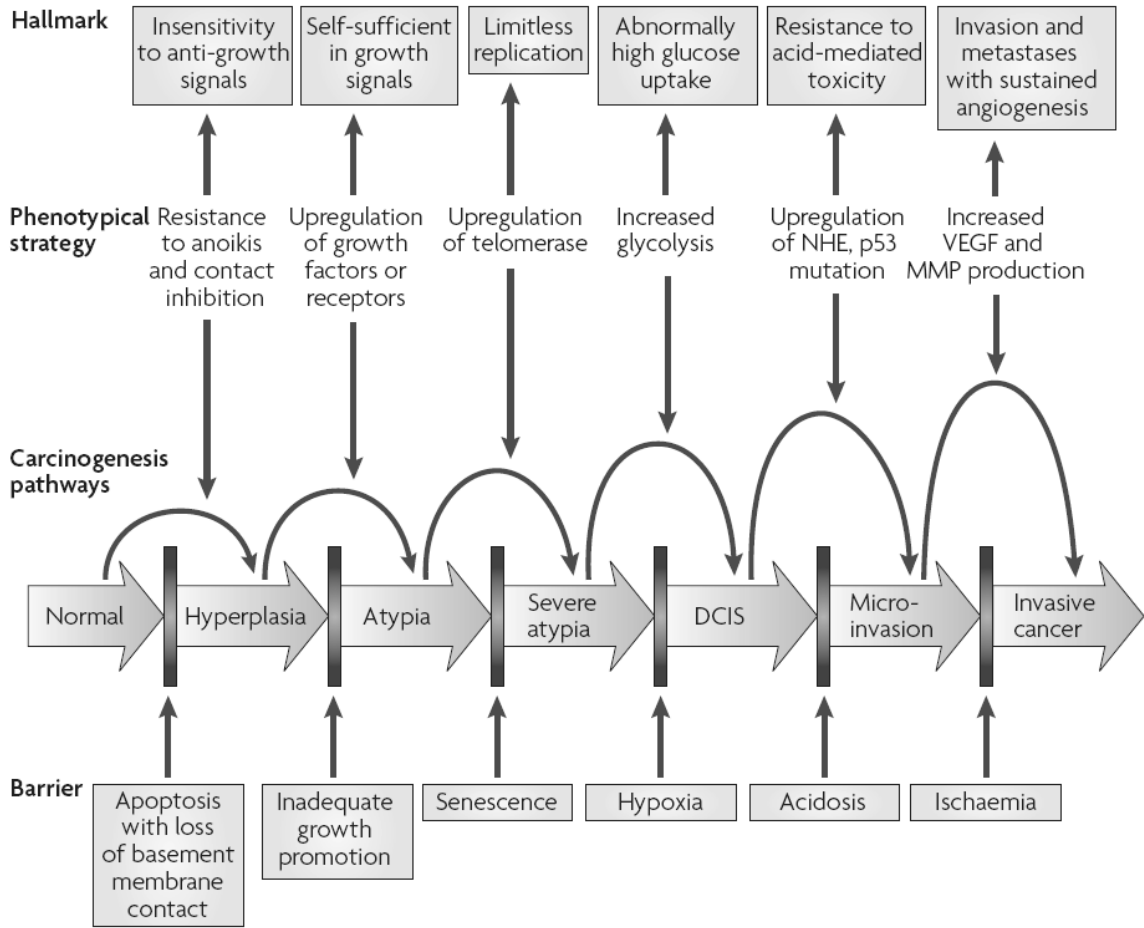 Hallmark
Insensitivity
to anti-growth
signals
Self-sufficient
in growth
signals
Limitless
replication
Abnormally
high glucose
uptake
Resistance to
acid-mediated
toxicity
Invasion and
metastases
with sustained
angiogenesis
Phenotypical
strategy
Resistance
to anoikis
and contact
inhibition
Upregulation
of growth
factors or
receptors
Upregulation
of telomerase
Increased
glycolysis
Upregulation
of NHE, p53
mutation
Increased
VEGF and
MMP production
Carcinogenesis
pathways
Normal
Hyperplasia
Atypia
Severe
atypia
DCIS
Micro-
invasion
Invasive
cancer
Barrier
Apoptosis
with loss
of basement
membrane
contact
Inadequate
growth
promotion
Senescence
Hypoxia
Acidosis
Ischaemia